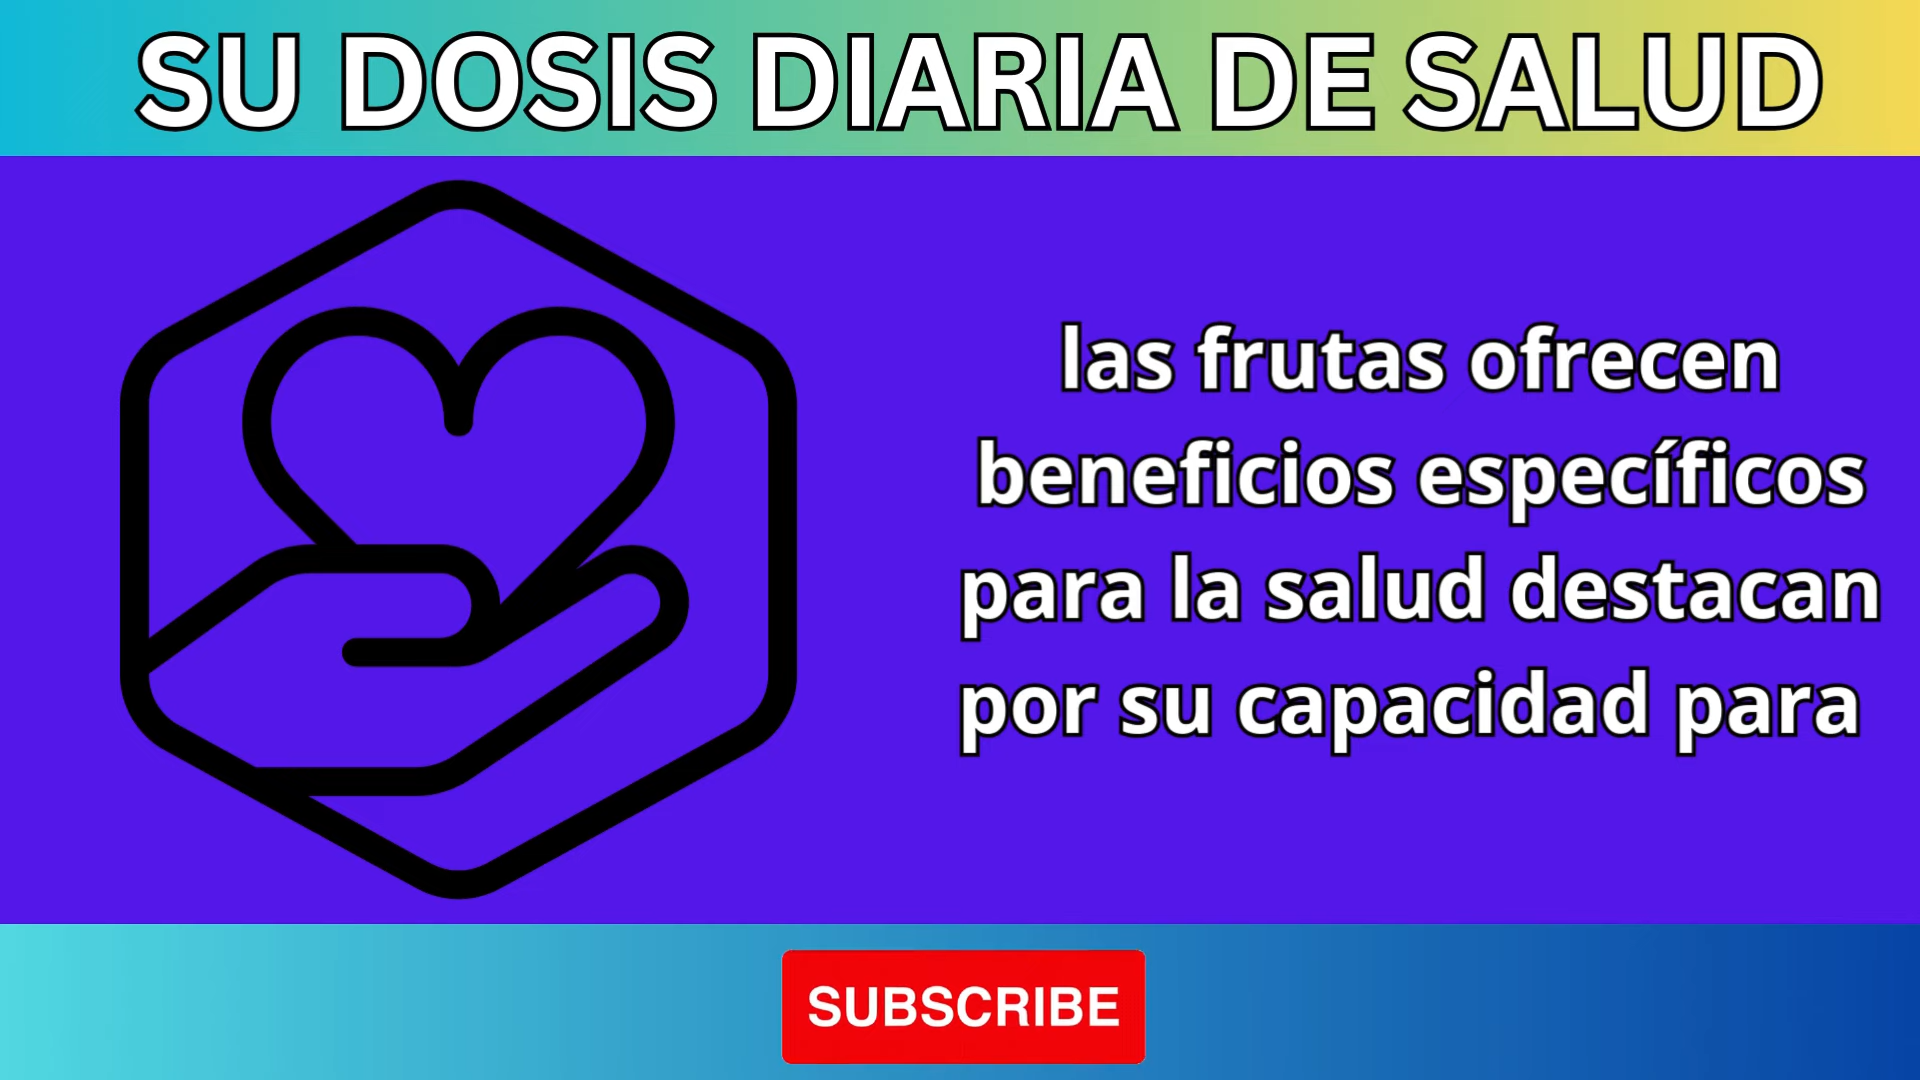 SU DOSIS DIARIA DE SALUD
las frutas ofrecen
beneficios específicos
para la salud destacan
por su capacidad para
SUBSCRIBE